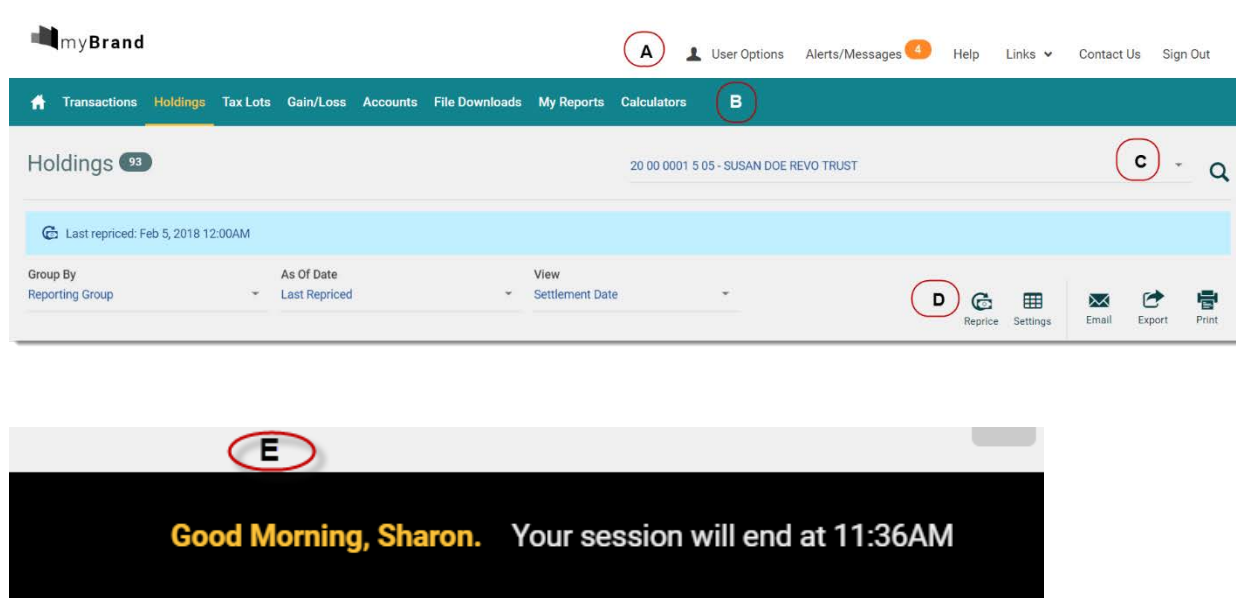 myBrand
A User Options Alerts/Messages 4 Help Links Contact Us Sign Out
Transactions Holdings Tax Lots Gain/Loss Accounts File Downloads My Reports Calculators B
Holdings 93 20 00 0001 5 05 - SUSAN DOE REVO TRUST C
Last repriced: Feb 5, 2018 12:00AM
Group By As Of Date View
Reporting Group Last Repriced Settlement Date
D
Reprice Settings Email Export Print
E
Good Morning, Sharon. Your session will end at 11:36AM